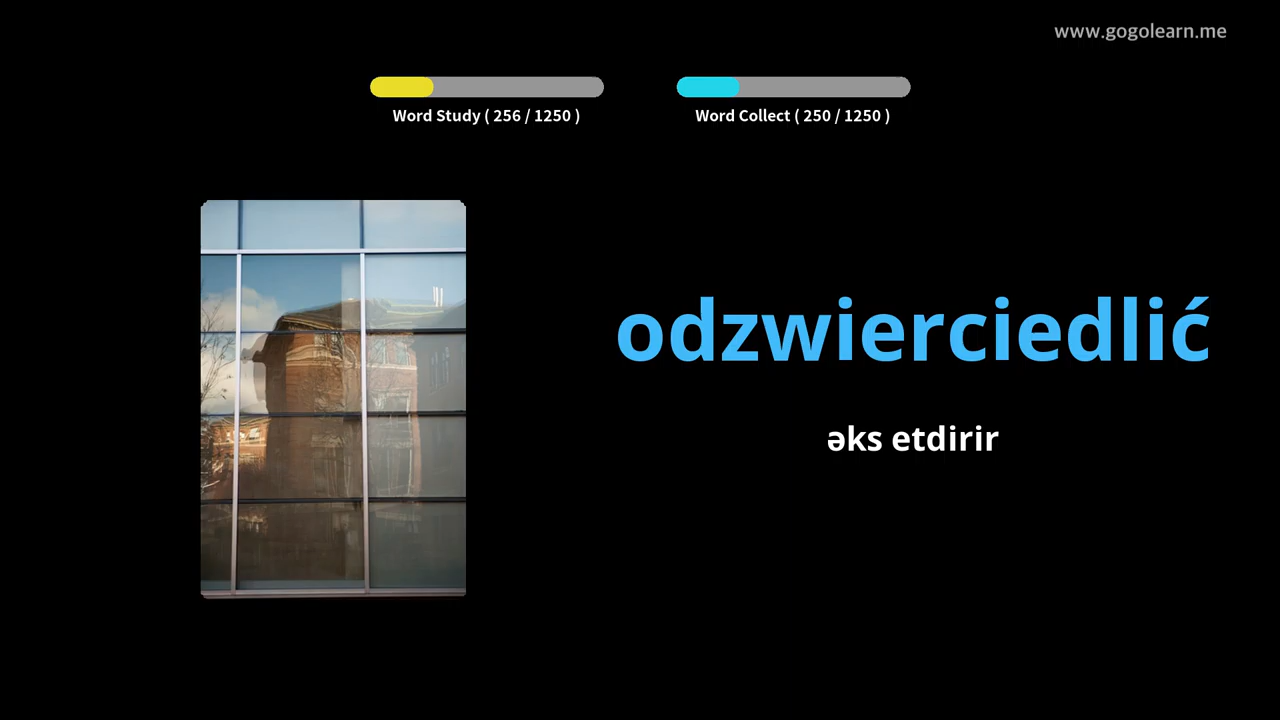 www.gogolearn.me
Word Study ( 256 / 1250 )
Word Collect ( 250 / 1250 )
odzwierciedlić
əks etdirir